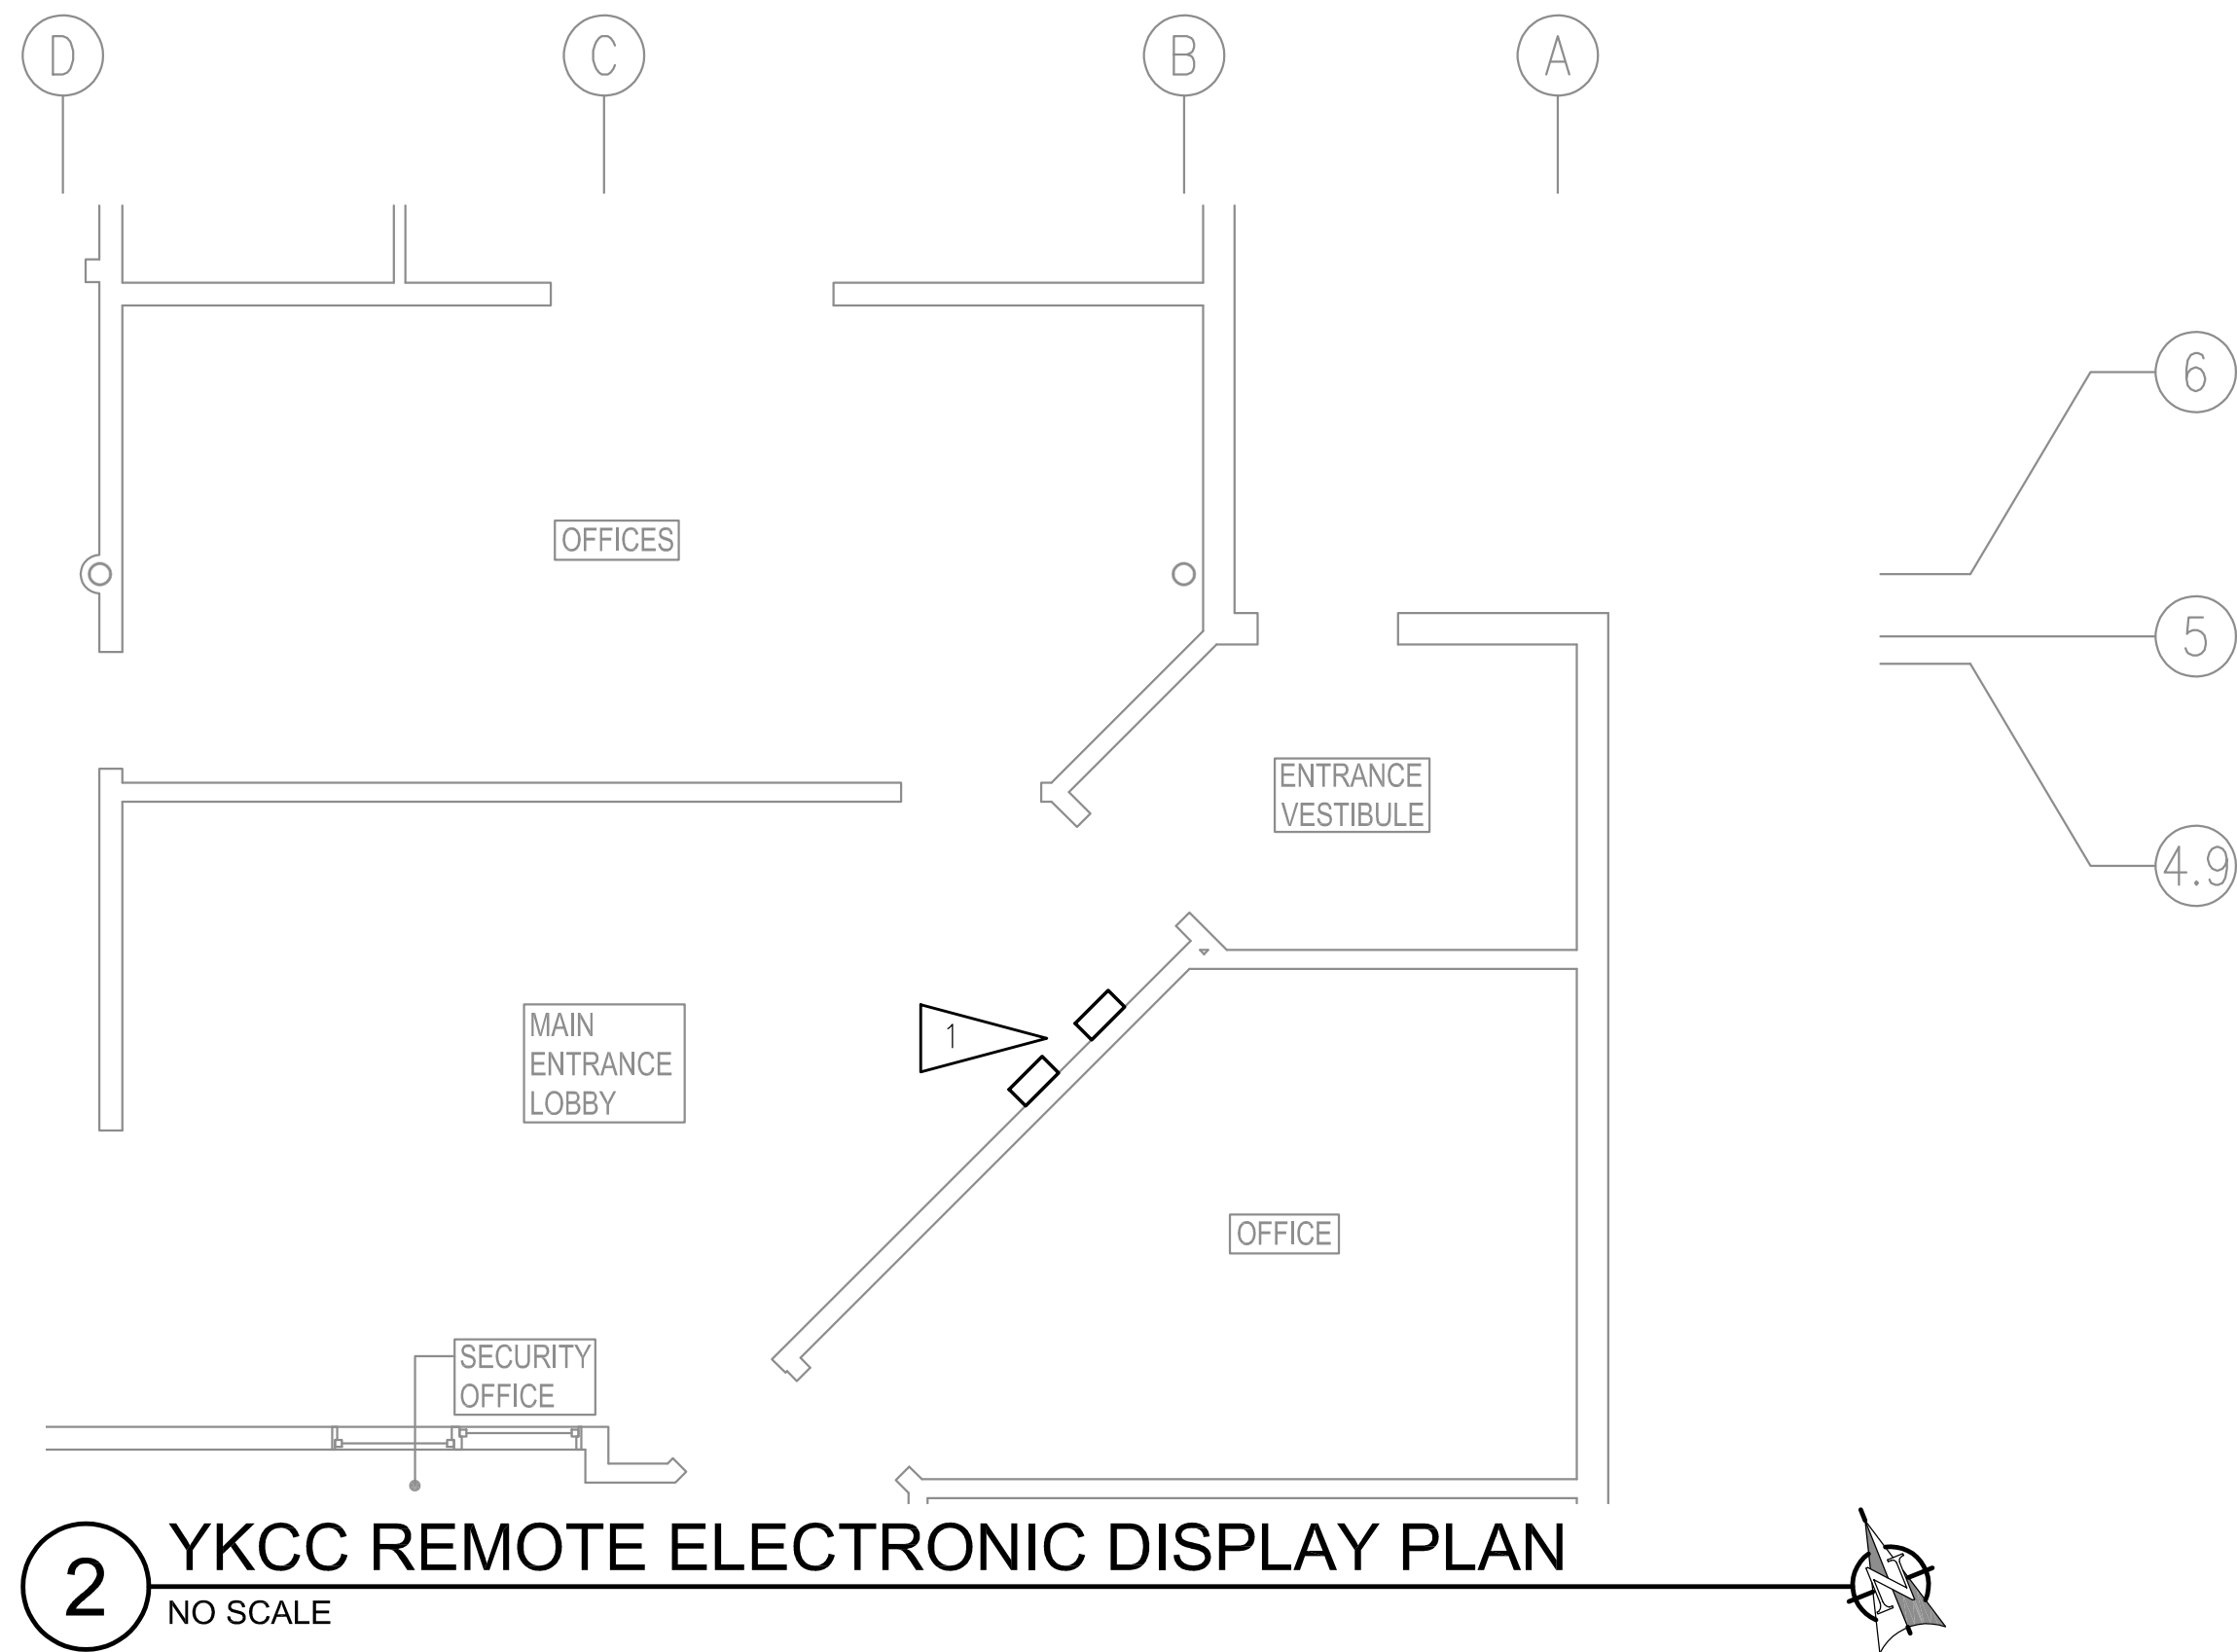 D
C
B
A
6
OFFICES
5
ENTRANCE
VESTIBULE
4.9
MAIN
ENTRANCE
LOBBY
1
OFFICE
SECURITY
OFFICE
2
YKCC REMOTE ELECTRONIC DISPLAY PLAN
NO SCALE
N